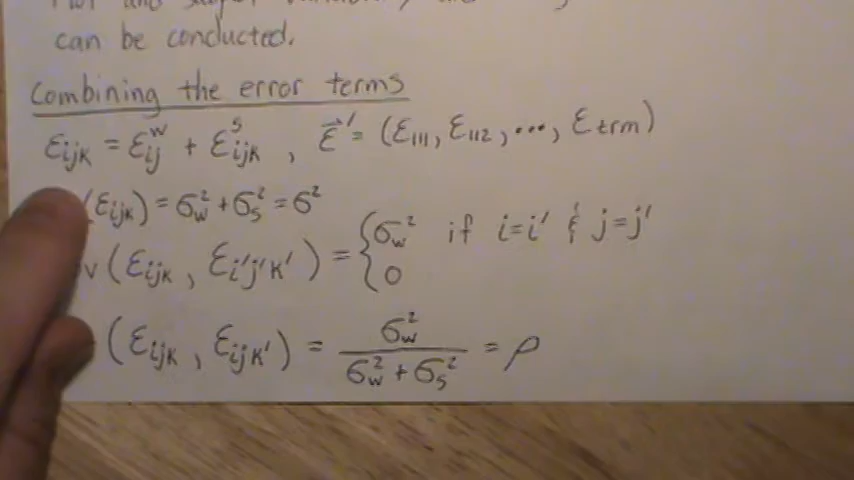 can be conducted.
Combining the error terms
εijk = εij^w + εijk^s , ε⃗' = (ε111, ε112, ..., εtrm)
(εijk) = σw² + σs² = σ²
v (εijk , εi'j'k') = { σw² if i=i' & j=j'
0
(εijk , εijk') = σw² / (σw² + σs²) = ρ